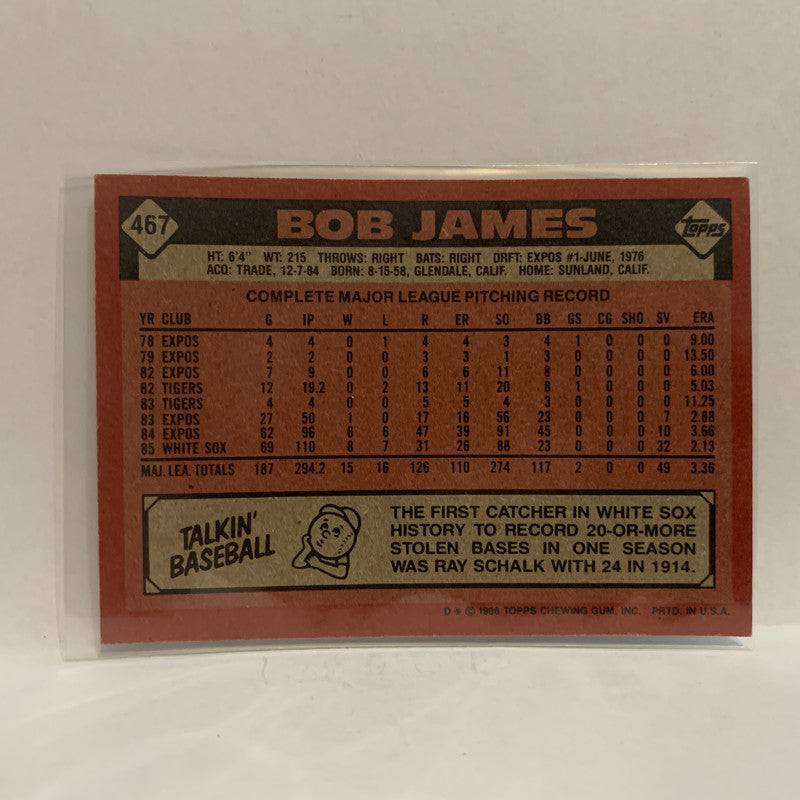 467 BOB JAMES topps
HT: 6'4" WT: 215 THROWS: RIGHT BATS: RIGHT DRFT: EXPOS #1-JUNE, 1976
ACQ: TRADE, 12-7-84 BORN: 8-15-58, GLENDALE, CALIF. HOME: SUNLAND, CALIF.
COMPLETE MAJOR LEAGUE PITCHING RECORD
YR CLUB G IP W L R ER SO BB GS CG SHO SV ERA
78 EXPOS 4 4 0 1 4 4 3 4 1 0 0 0 9.00
79 EXPOS 2 2 0 0 3 3 1 3 0 0 0 0 13.50
82 EXPOS 7 9 0 0 6 6 11 8 0 0 0 0 6.00
82 TIGERS 12 19.2 0 2 13 11 20 8 1 0 0 0 5.03
83 TIGERS 4 4 0 0 5 5 4 3 0 0 0 0 11.25
83 EXPOS 27 50 1 0 17 16 56 23 0 0 0 7 2.88
84 EXPOS 62 96 6 6 47 39 91 45 0 0 0 10 3.66
85 WHITE SOX 69 110 8 7 31 26 88 23 0 0 0 32 2.13
MAJ. LEA. TOTALS 187 294.2 15 16 126 110 274 117 2 0 0 49 3.36
TALKIN'
BASEBALL
THE FIRST CATCHER IN WHITE SOX
HISTORY TO RECORD 20-OR-MORE
STOLEN BASES IN ONE SEASON
WAS RAY SCHALK WITH 24 IN 1914.
D * © 1986 TOPPS CHEWING GUM, INC. PRTD. IN U.S.A.